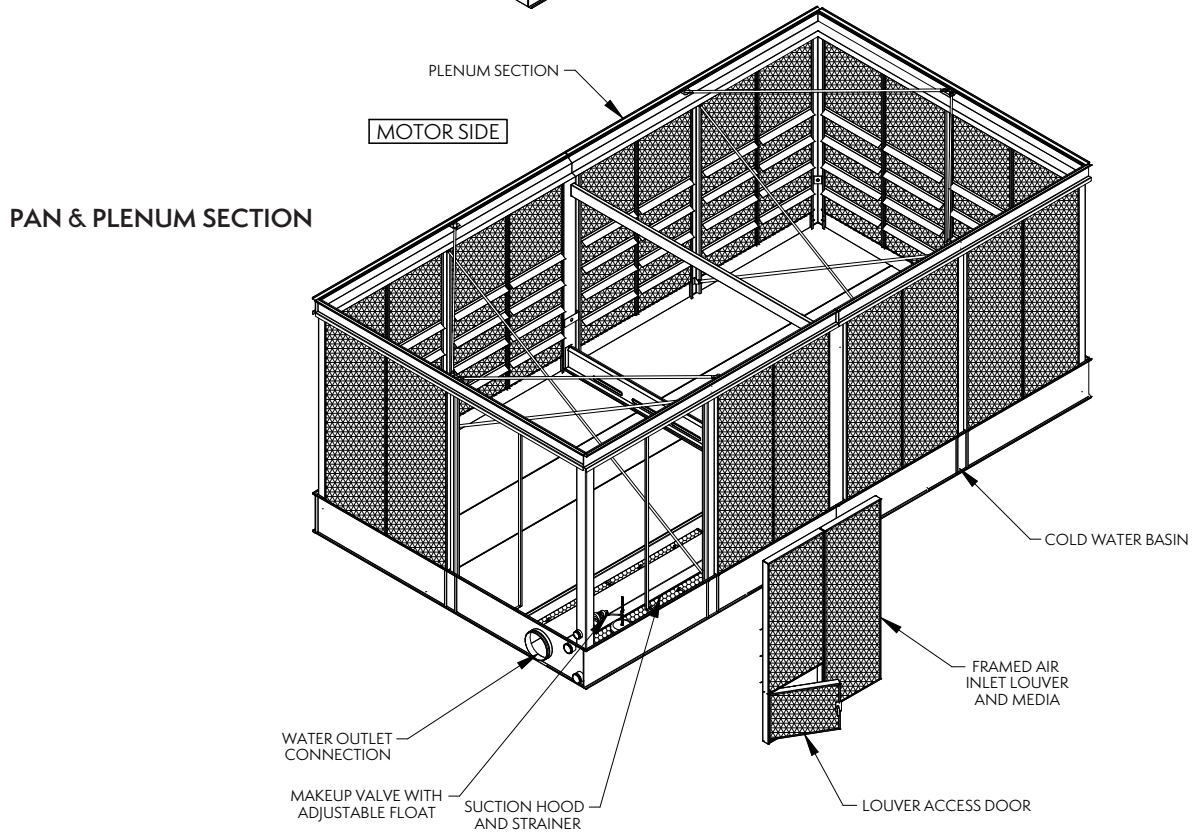 PLENUM SECTION
MOTOR SIDE
PAN & PLENUM SECTION
COLD WATER BASIN
FRAMED AIR
INLET LOUVER
AND MEDIA
WATER OUTLET
CONNECTION
MAKEUP VALVE WITH
ADJUSTABLE FLOAT
SUCTION HOOD
AND STRAINER
LOUVER ACCESS DOOR